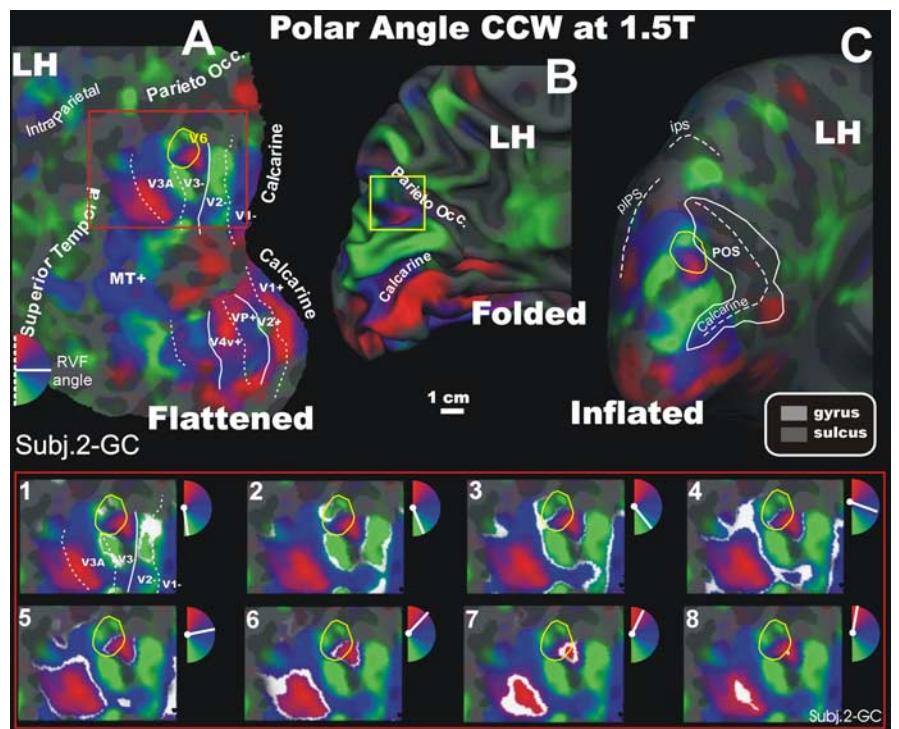 Polar Angle CCW at 1.5T
A
LH
IntraParietal
Parieto Occ.
V6
V3A
V3-
V2-
V1-
Calcarine
Superior Temporal
MT+
Calcarine
V1+
V2+
VP+
V4v+
RVF
angle
Flattened
Subj.2-GC
B
LH
Parieto Occ.
Calcarine
Folded
1 cm
C
LH
ips
pIPS
POS
Calcarine
Inflated
gyrus
sulcus
1
V3A
V3-
V2-
V1-
2
3
4
5
6
7
8
Subj.2-GC